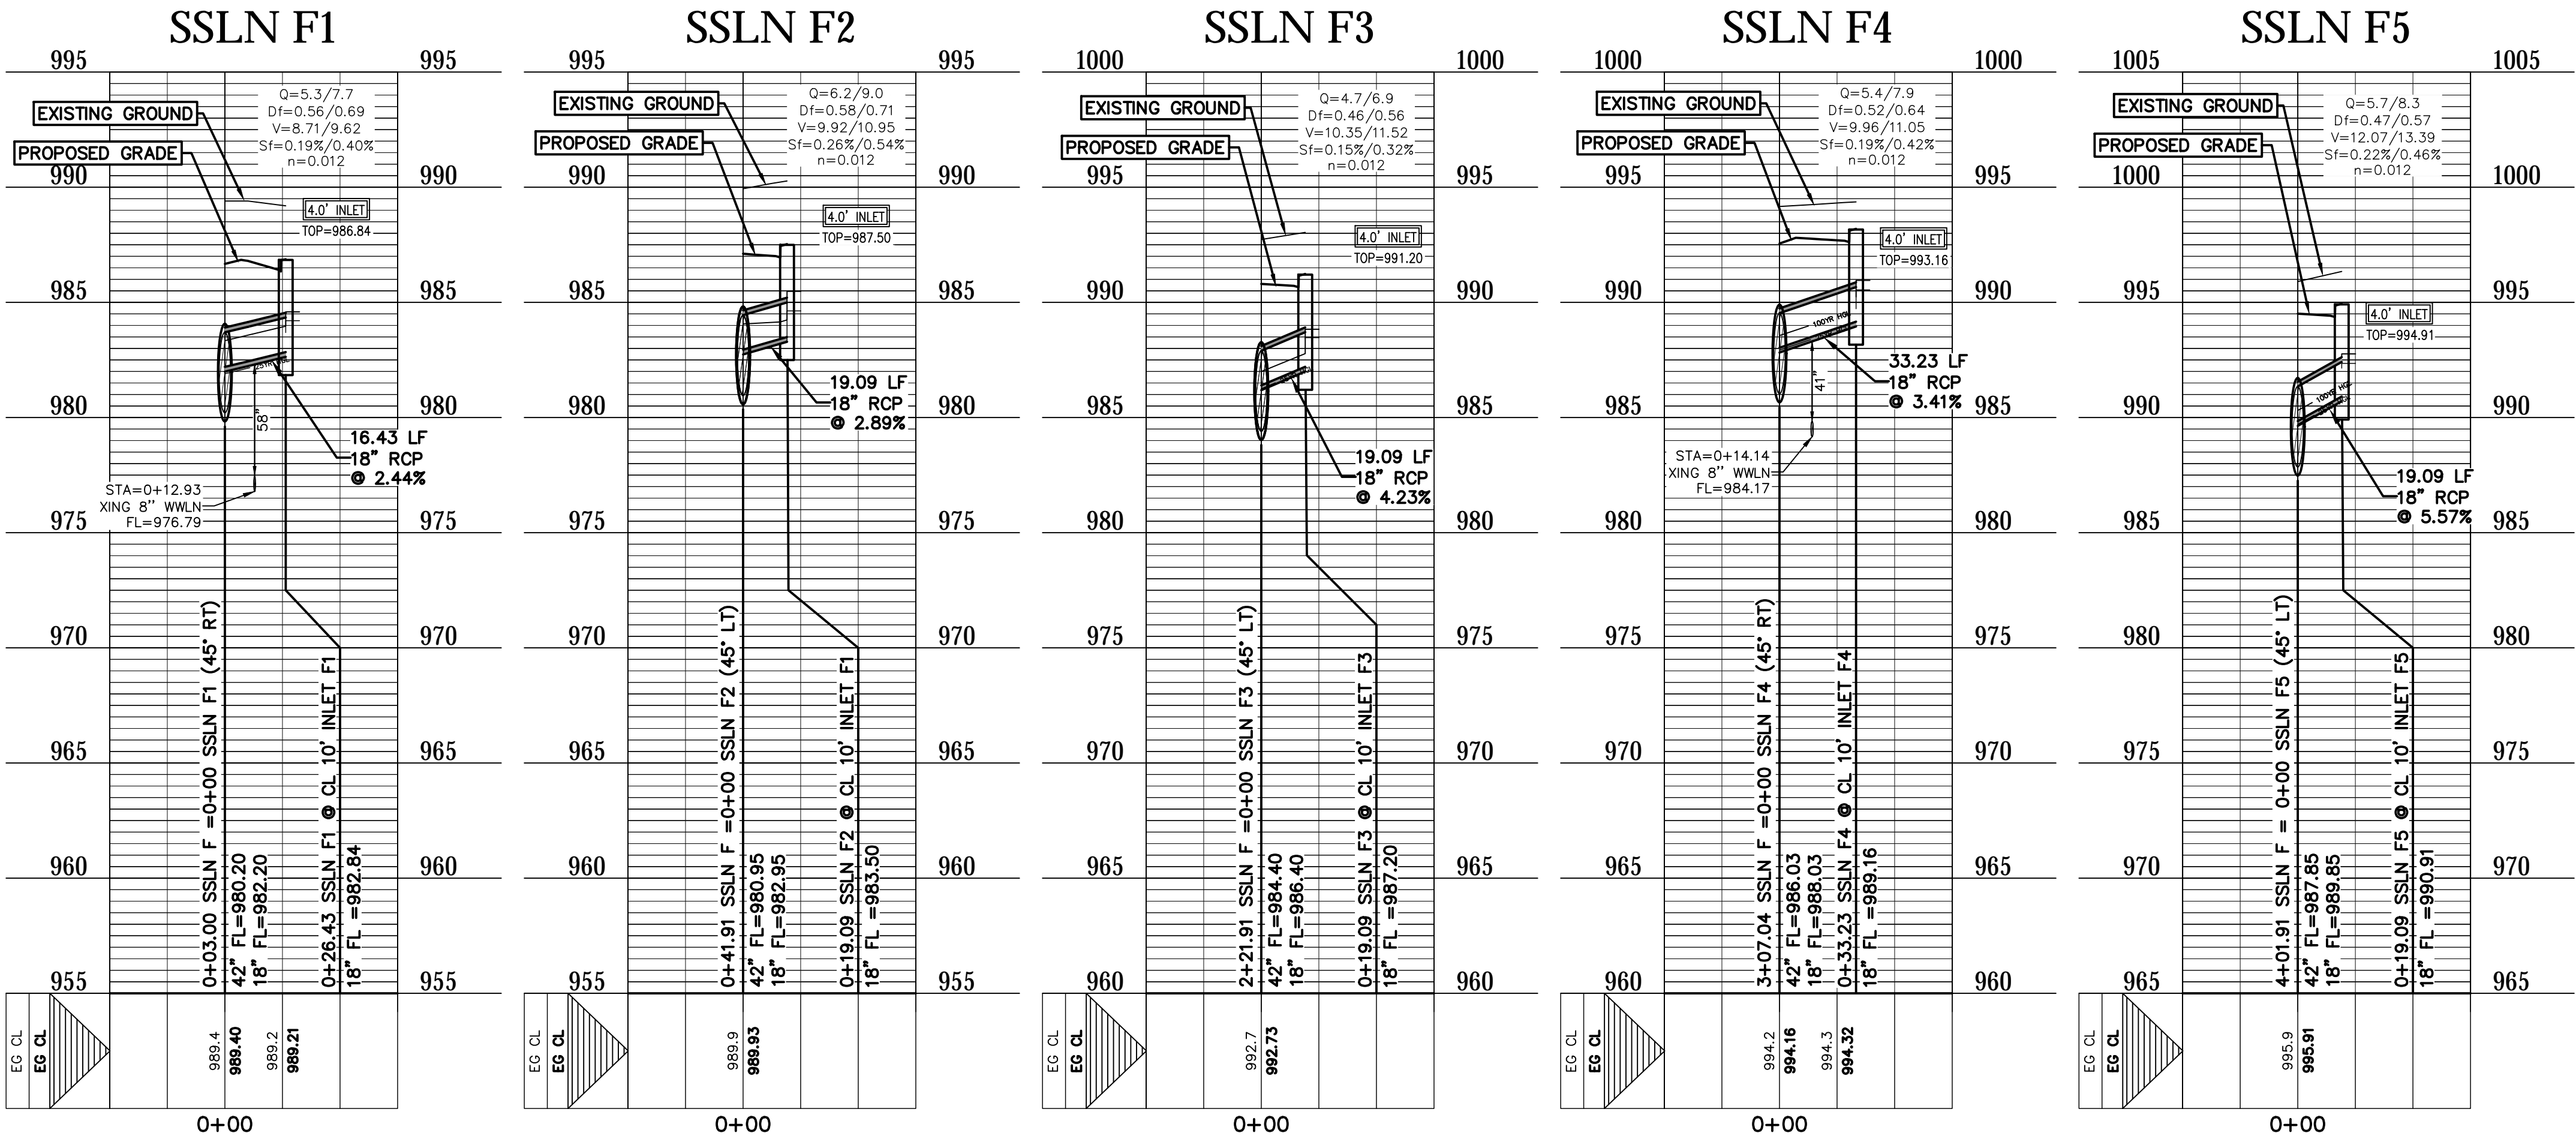 SSLN F1
995
995
EXISTING GROUND
PROPOSED GRADE
Q=5.3/7.7
Df=0.56/0.69
V=8.71/9.62
Sf=0.19%/0.40%
n=0.012
990
990
4.0' INLET
TOP=986.84
985
985
25YR HGL
980
980
58"
16.43 LF
18" RCP
@ 2.44%
STA=0+12.93
XING 8'' WWLN
FL=976.79
975
975
970
970
965
965
960
960
955
955
0+03.00 SSLN F =0+00 SSLN F1 (45° RT)
42" FL=980.20
18" FL=982.20
0+26.43 SSLN F1 @ CL 10' INLET F1
18" FL =982.84
EG CL
EG CL
989.4
989.40
989.2
989.21
0+00
SSLN F2
995
995
EXISTING GROUND
PROPOSED GRADE
Q=6.2/9.0
Df=0.58/0.71
V=9.92/10.95
Sf=0.26%/0.54%
n=0.012
990
990
4.0' INLET
TOP=987.50
985
985
19.09 LF
18" RCP
@ 2.89%
980
980
975
975
970
970
965
965
960
960
955
955
0+41.91 SSLN F =0+00 SSLN F2 (45° LT)
42" FL=980.95
18" FL=982.95
0+19.09 SSLN F2 @ CL 10' INLET F1
18" FL =983.50
EG CL
EG CL
989.9
989.93
0+00
SSLN F3
1000
1000
EXISTING GROUND
PROPOSED GRADE
Q=4.7/6.9
Df=0.46/0.56
V=10.35/11.52
Sf=0.15%/0.32%
n=0.012
995
995
4.0' INLET
TOP=991.20
990
990
985
985
19.09 LF
18" RCP
@ 4.23%
980
980
975
975
970
970
965
965
960
960
2+21.91 SSLN F =0+00 SSLN F3 (45° LT)
42" FL=984.40
18" FL=986.40
0+19.09 SSLN F3 @ CL 10' INLET F3
18" FL =987.20
EG CL
EG CL
992.7
992.73
0+00
SSLN F4
1000
1000
EXISTING GROUND
PROPOSED GRADE
Q=5.4/7.9
Df=0.52/0.64
V=9.96/11.05
Sf=0.19%/0.42%
n=0.012
995
995
4.0' INLET
TOP=993.16
990
990
100YR HGL
41"
33.23 LF
18" RCP
@ 3.41%
985
985
STA=0+14.14
XING 8'' WWLN
FL=984.17
980
980
975
975
970
970
965
965
960
960
3+07.04 SSLN F =0+00 SSLN F4 (45° RT)
42" FL=986.03
18" FL=988.03
0+33.23 SSLN F4 @ CL 10' INLET F4
18" FL =989.16
EG CL
EG CL
994.2
994.16
994.3
994.32
0+00
SSLN F5
1005
1005
EXISTING GROUND
PROPOSED GRADE
Q=5.7/8.3
Df=0.47/0.57
V=12.07/13.39
Sf=0.22%/0.46%
n=0.012
1000
1000
995
995
4.0' INLET
TOP=994.91
100YR HGL
990
990
19.09 LF
18" RCP
@ 5.57%
985
985
980
980
975
975
970
970
965
965
4+01.91 SSLN F = 0+00 SSLN F5 (45° LT)
42" FL=987.85
18" FL=989.85
0+19.09 SSLN F5 @ CL 10' INLET F5
18" FL =990.91
EG CL
EG CL
995.9
995.91
0+00